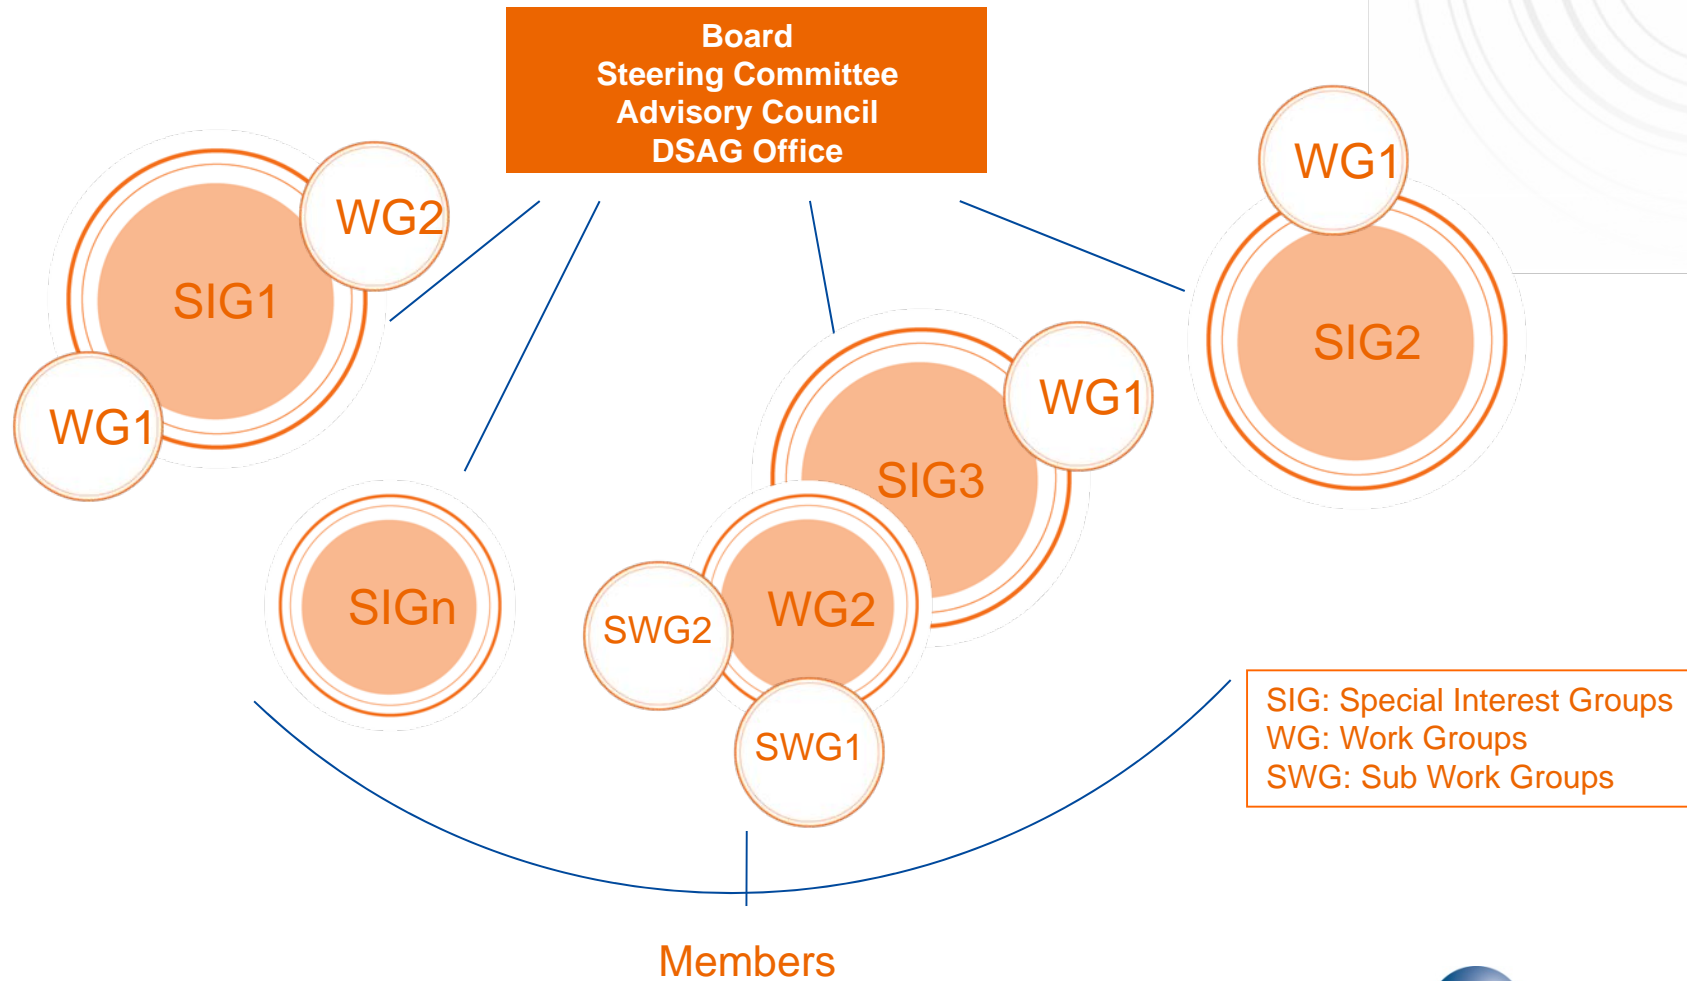 Board
Steering Committee
Advisory Council
DSAG Office
WG1
WG2
SIG1
WG1
SIG2
WG1
SIG3
WG2
SIGn
SWG2
SWG1
SIG: Special Interest Groups
WG: Work Groups
SWG: Sub Work Groups
Members